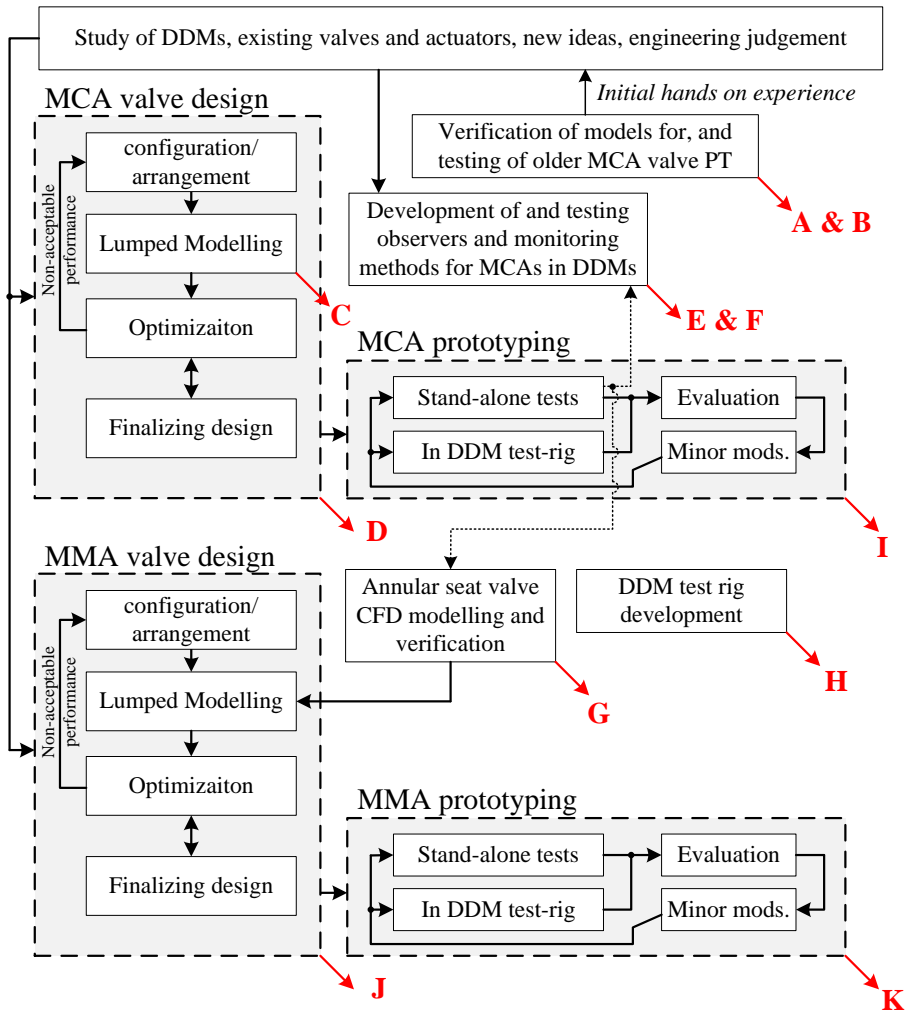 Study of DDMs, existing valves and actuators, new ideas, engineering judgement
MCA valve design
Initial hands on experience
Verification of models for, and
testing of older MCA valve PT
A & B
configuration/
arrangement
Non-acceptable
performance
Lumped Modelling
C
Optimizaiton
Finalizing design
D
Development of and testing
observers and monitoring
methods for MCAs in DDMs
E & F
MCA prototyping
Stand-alone tests
Evaluation
In DDM test-rig
Minor mods.
I
MMA valve design
configuration/
arrangement
Non-acceptable
performance
Lumped Modelling
Optimizaiton
Finalizing design
J
Annular seat valve
CFD modelling and
verification
G
DDM test rig
development
H
MMA prototyping
Stand-alone tests
Evaluation
In DDM test-rig
Minor mods.
K